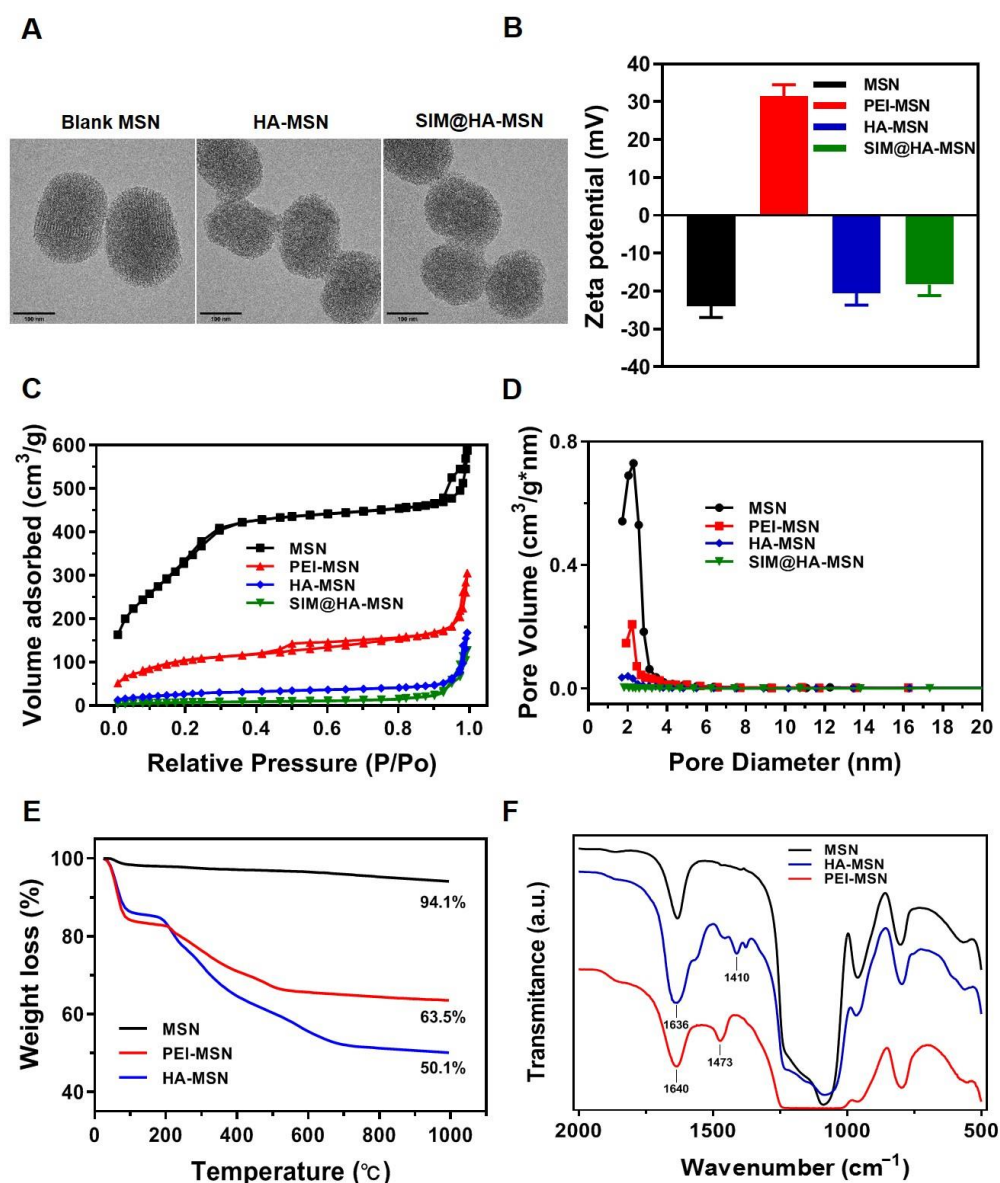 A
Blank MSN
HA-MSN
SIM@HA-MSN
100 nm
100 nm
100 nm
B
Zeta potential (mV)
40
30
20
10
0
-10
-20
-30
-40
MSN
PEI-MSN
HA-MSN
SIM@HA-MSN
C
Volume adsorbed (cm³/g)
600
500
400
300
200
100
0
MSN
PEI-MSN
HA-MSN
SIM@HA-MSN
0.0 0.2 0.4 0.6 0.8 1.0
Relative Pressure (P/Po)
D
Pore Volume (cm³/g*nm)
0.8
0.4
0.0
MSN
PEI-MSN
HA-MSN
SIM@HA-MSN
0 2 4 6 8 10 12 14 16 18 20
Pore Diameter (nm)
E
Weight loss (%)
100
80
60
40
94.1%
63.5%
50.1%
MSN
PEI-MSN
HA-MSN
0 200 400 600 800 1000
Temperature (℃)
F
Transmitance (a.u.)
MSN
HA-MSN
PEI-MSN
1410
1636
1473
1640
2000 1500 1000 500
Wavenumber (cm⁻¹)